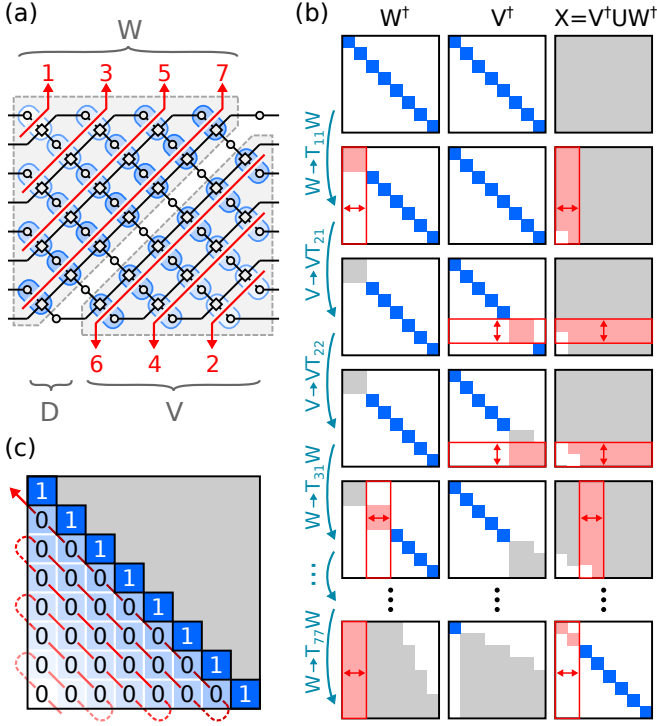 (a)
W
1 3 5 7
6 4 2
D V
(b)
W† V† X=V†UW†
W→T₁₁W
V→VT₂₁
V→VT₂₂
W→T₃₁W
...
W→T₇₇W
(c)
1
0 1
0 0 1
0 0 0 1
0 0 0 0 1
0 0 0 0 0 1
0 0 0 0 0 0 1
0 0 0 0 0 0 0 1